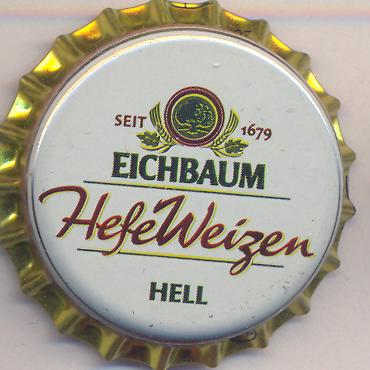 SEIT 1679
EICHBAUM
HefeWeizen
HELL